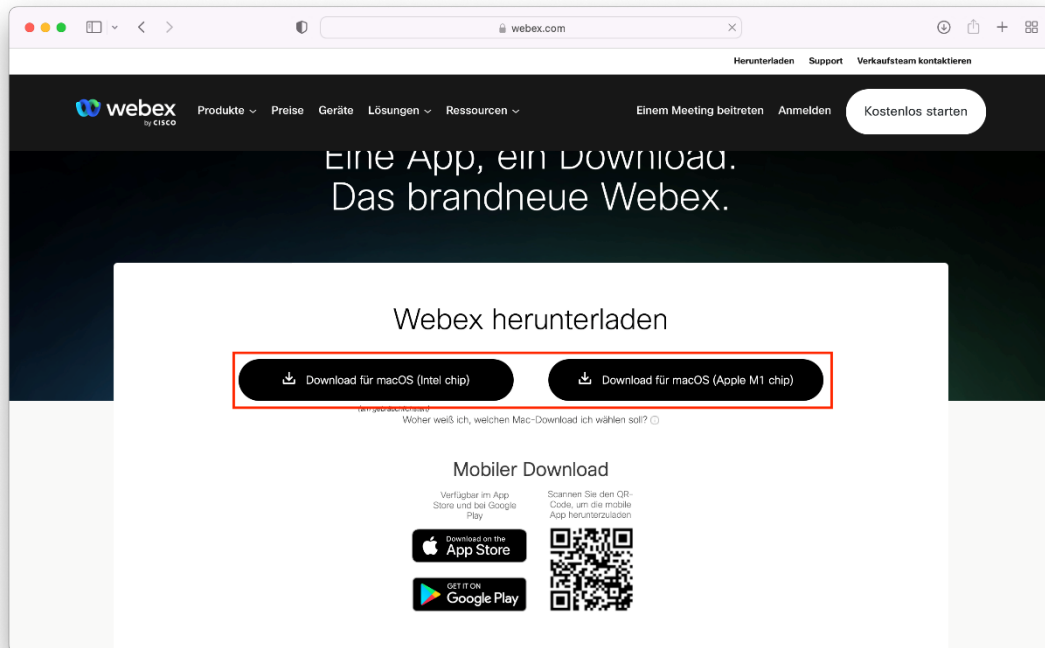 webex.com
Herunterladen Support Verkaufsteam kontaktieren
webex by CISCO Produkte Preise Geräte Lösungen Ressourcen Einem Meeting beitreten Anmelden Kostenlos starten
Eine App, ein Download.
Das brandneue Webex.
Webex herunterladen
Download für macOS (Intel chip) Download für macOS (Apple M1 chip)
Woher weiß ich, welchen Mac-Download ich wählen soll?
Mobiler Download
Verfügbar im App
Store und bei Google
Play
Scannen Sie den QR-
Code, um die mobile
App herunterzuladen
Download on the
App Store
GET IT ON
Google Play